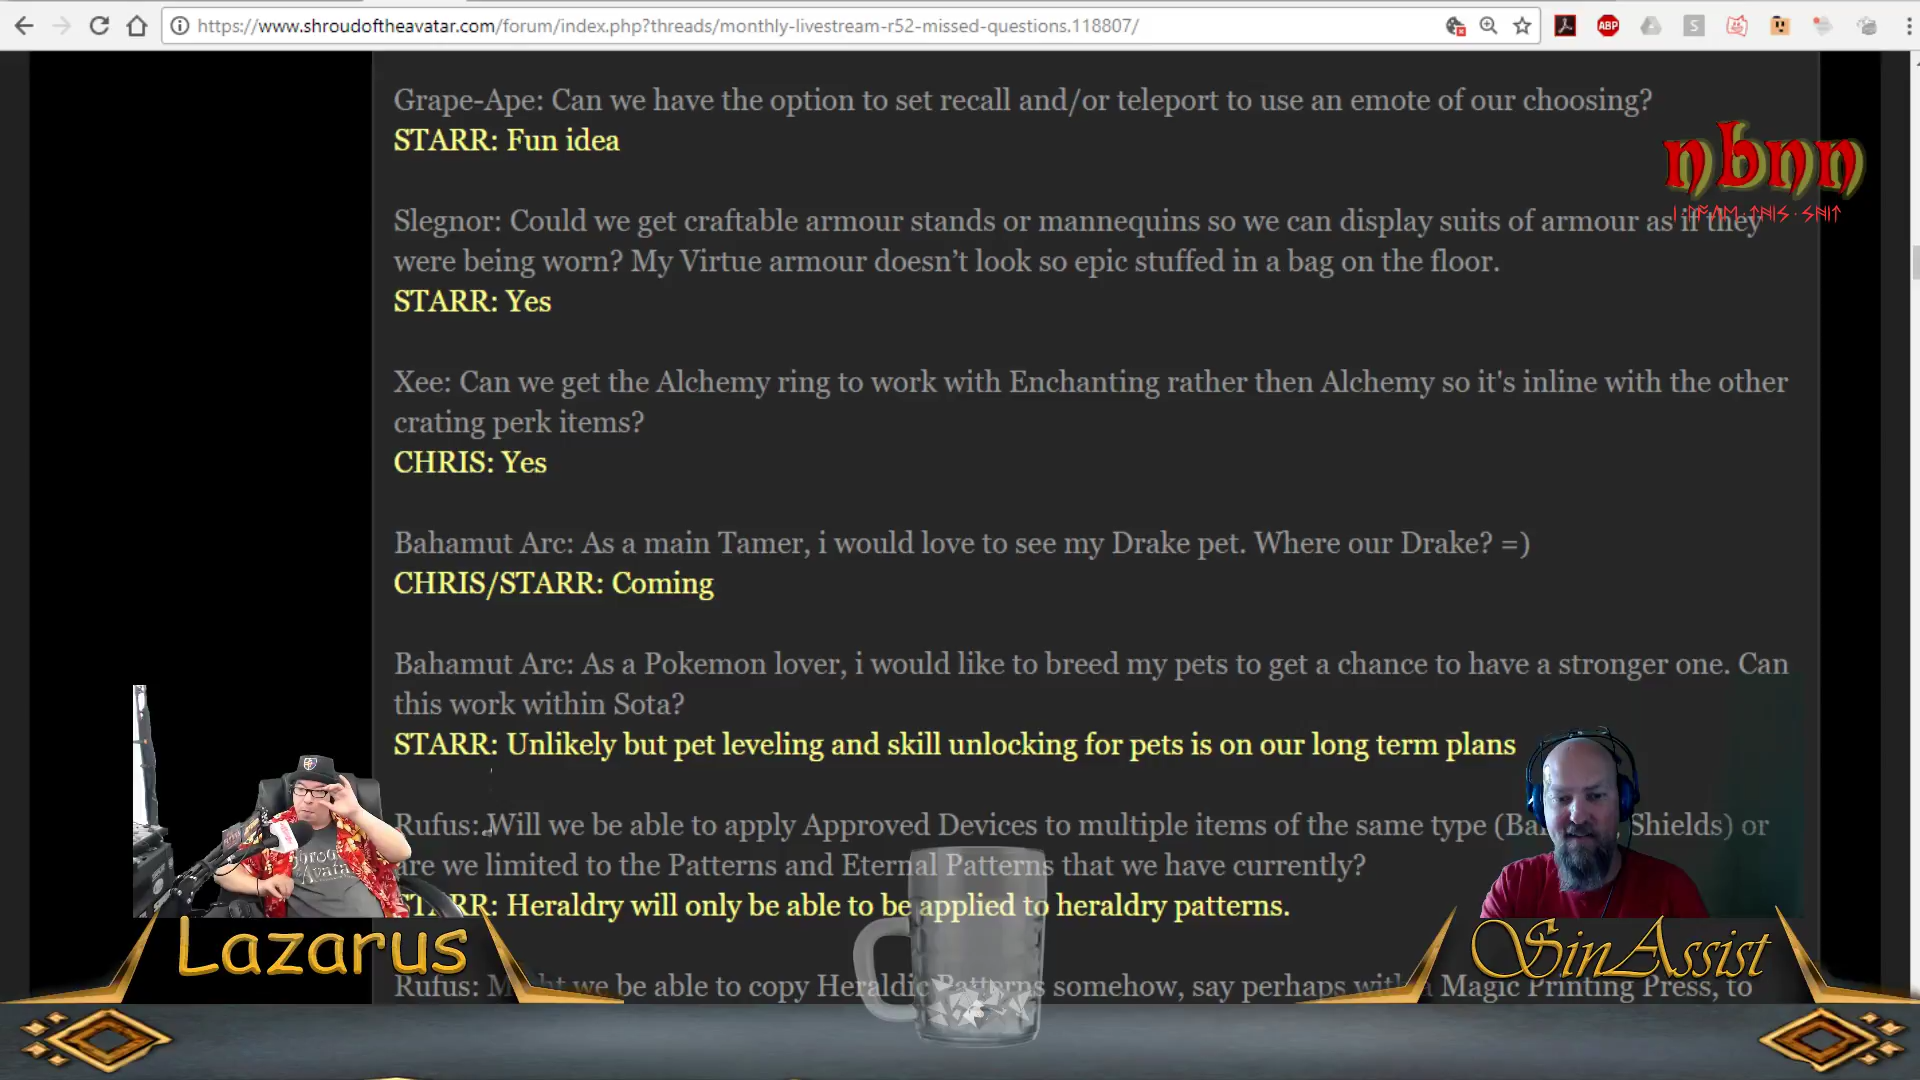 https://www.shroudoftheavatar.com/forum/index.php?threads/monthly-livestream-r52-missed-questions.118807/
ABP
S
Grape-Ape: Can we have the option to set recall and/or teleport to use an emote of our choosing?
STARR: Fun idea
nbnn
Slegnor: Could we get craftable armour stands or mannequins so we can display suits of armour as if they
were being worn? My Virtue armour doesn’t look so epic stuffed in a bag on the floor.
STARR: Yes
Xee: Can we get the Alchemy ring to work with Enchanting rather then Alchemy so it's inline with the other
crating perk items?
CHRIS: Yes
Bahamut Arc: As a main Tamer, i would love to see my Drake pet. Where our Drake? =)
CHRIS/STARR: Coming
Bahamut Arc: As a Pokemon lover, i would like to breed my pets to get a chance to have a stronger one. Can
this work within Sota?
STARR: Unlikely but pet leveling and skill unlocking for pets is on our long term plans
Rufus: Will we be able to apply Approved Devices to multiple items of the same type (Ba Shields) or
are we limited to the Patterns and Eternal Patterns that we have currently?
STARR: Heraldry will only be able to be applied to heraldry patterns.
Rufus: Might we be able to copy Heraldic Patterns somehow, say perhaps with a Magic Printing Press, to
Lazarus
SinAssist